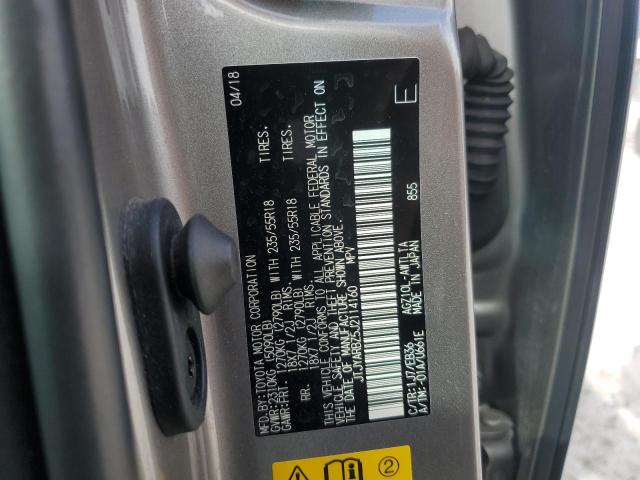 MFD.BY:TOYOTA MOTOR CORPORATION 04/18
GVWR:2310KG (5090LB)
GAWR:FRT. 1270KG (2790LB) WITH 235/55R18 TIRES.
18X7 1/2J RIMS.
RR. 1270KG (2790LB) WITH 235/55R18 TIRES.
18X7 1/2J RIMS.
THIS VEHICLE CONFORMS TO ALL APPLICABLE FEDERAL MOTOR
VEHICLE SAFETY AND THEFT PREVENTION STANDARDS IN EFFECT ON
THE DATE OF MANUFACTURE SHOWN ABOVE.
JTJYARBZ5J2114160 MPV E
C/TR:1J7/EB36 AGZ10L-AWTLTA
A/TM:-01A/U661E MADE IN JAPAN 855
2